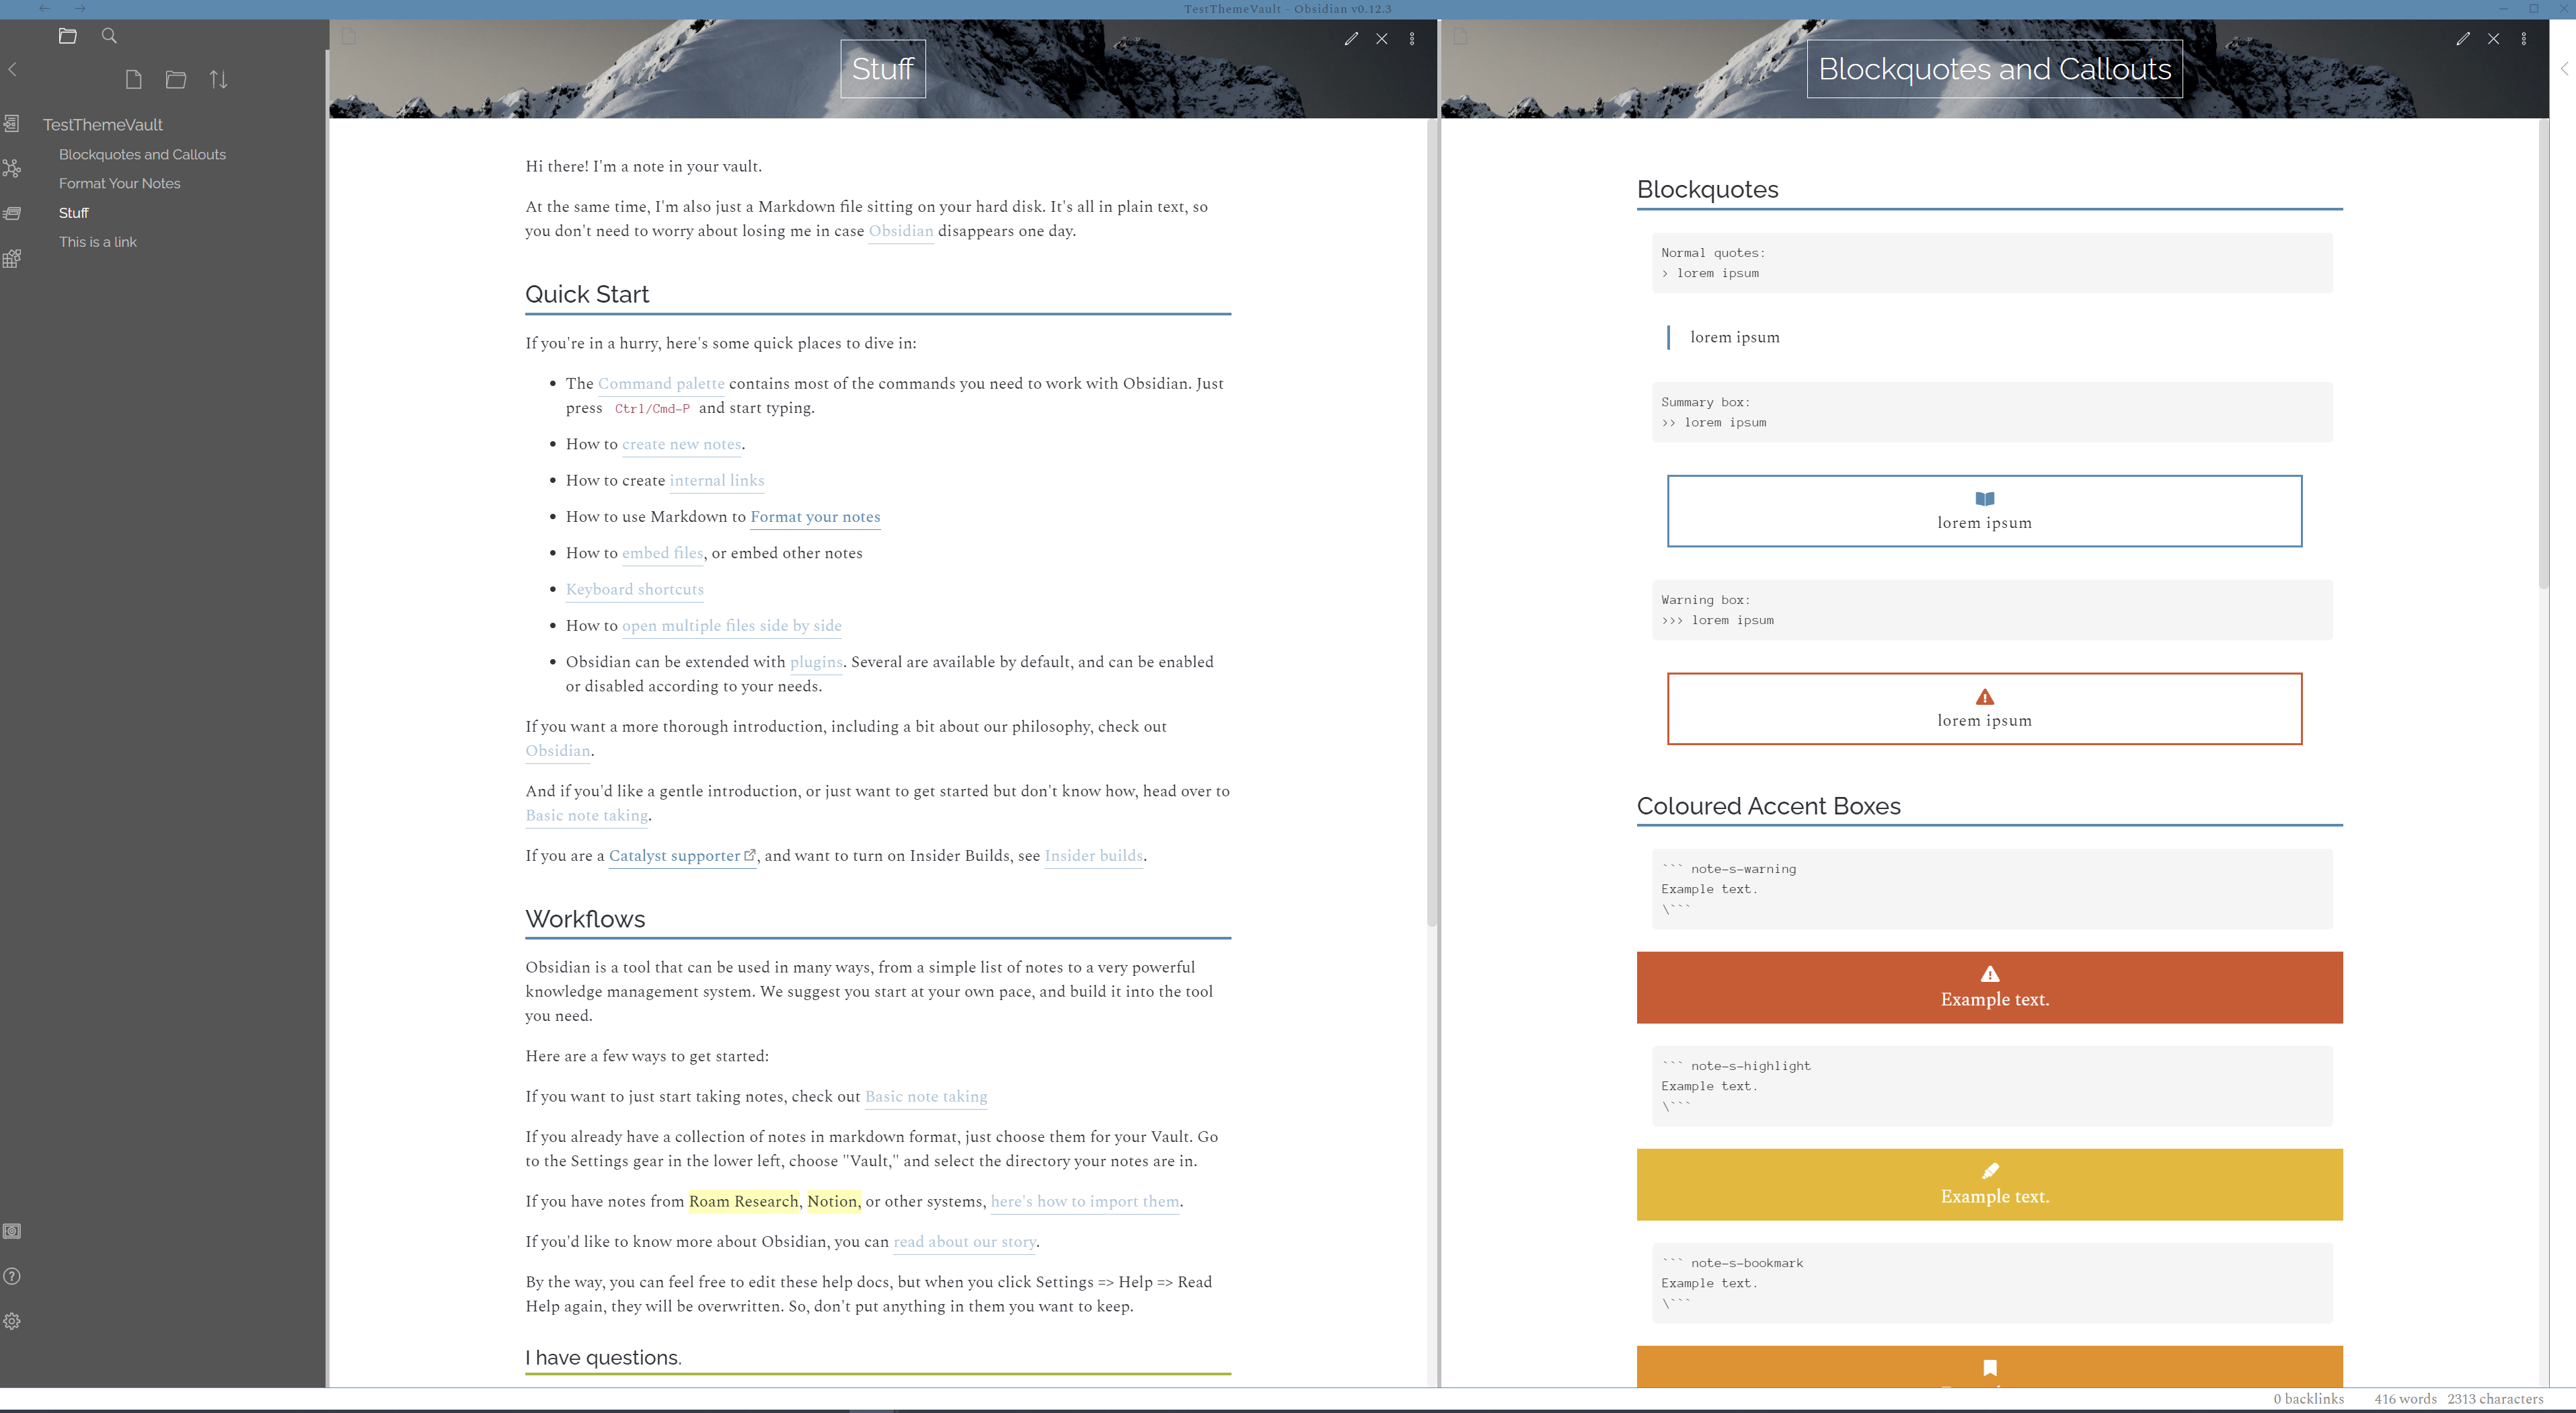 TestThemeVault - Obsidian v0.12.3
TestThemeVault
Blockquotes and Callouts
Format Your Notes
Stuff
This is a link
Stuff
Hi there! I'm a note in your vault.
At the same time, I'm also just a Markdown file sitting on your hard disk. It's all in plain text, so
you don't need to worry about losing me in case Obsidian disappears one day.
Quick Start
If you're in a hurry, here's some quick places to dive in:
• The Command palette contains most of the commands you need to work with Obsidian. Just
press Ctrl/Cmd-P and start typing.
• How to create new notes.
• How to create internal links
• How to use Markdown to Format your notes
• How to embed files, or embed other notes
• Keyboard shortcuts
• How to open multiple files side by side
• Obsidian can be extended with plugins. Several are available by default, and can be enabled
or disabled according to your needs.
If you want a more thorough introduction, including a bit about our philosophy, check out
Obsidian.
And if you'd like a gentle introduction, or just want to get started but don't know how, head over to
Basic note taking.
If you are a Catalyst supporter, and want to turn on Insider Builds, see Insider builds.
Workflows
Obsidian is a tool that can be used in many ways, from a simple list of notes to a very powerful
knowledge management system. We suggest you start at your own pace, and build it into the tool
you need.
Here are a few ways to get started:
If you want to just start taking notes, check out Basic note taking
If you already have a collection of notes in markdown format, just choose them for your Vault. Go
to the Settings gear in the lower left, choose "Vault," and select the directory your notes are in.
If you have notes from Roam Research, Notion, or other systems, here's how to import them.
If you'd like to know more about Obsidian, you can read about our story.
By the way, you can feel free to edit these help docs, but when you click Settings => Help => Read
Help again, they will be overwritten. So, don't put anything in them you want to keep.
I have questions.
Blockquotes and Callouts
Blockquotes
Normal quotes:
> lorem ipsum
lorem ipsum
Summary box:
>> lorem ipsum
lorem ipsum
Warning box:
>>> lorem ipsum
lorem ipsum
Coloured Accent Boxes
``` note-s-warning
Example text.
\```
Example text.
``` note-s-highlight
Example text.
\```
Example text.
``` note-s-bookmark
Example text.
\```
0 backlinks 416 words 2313 characters